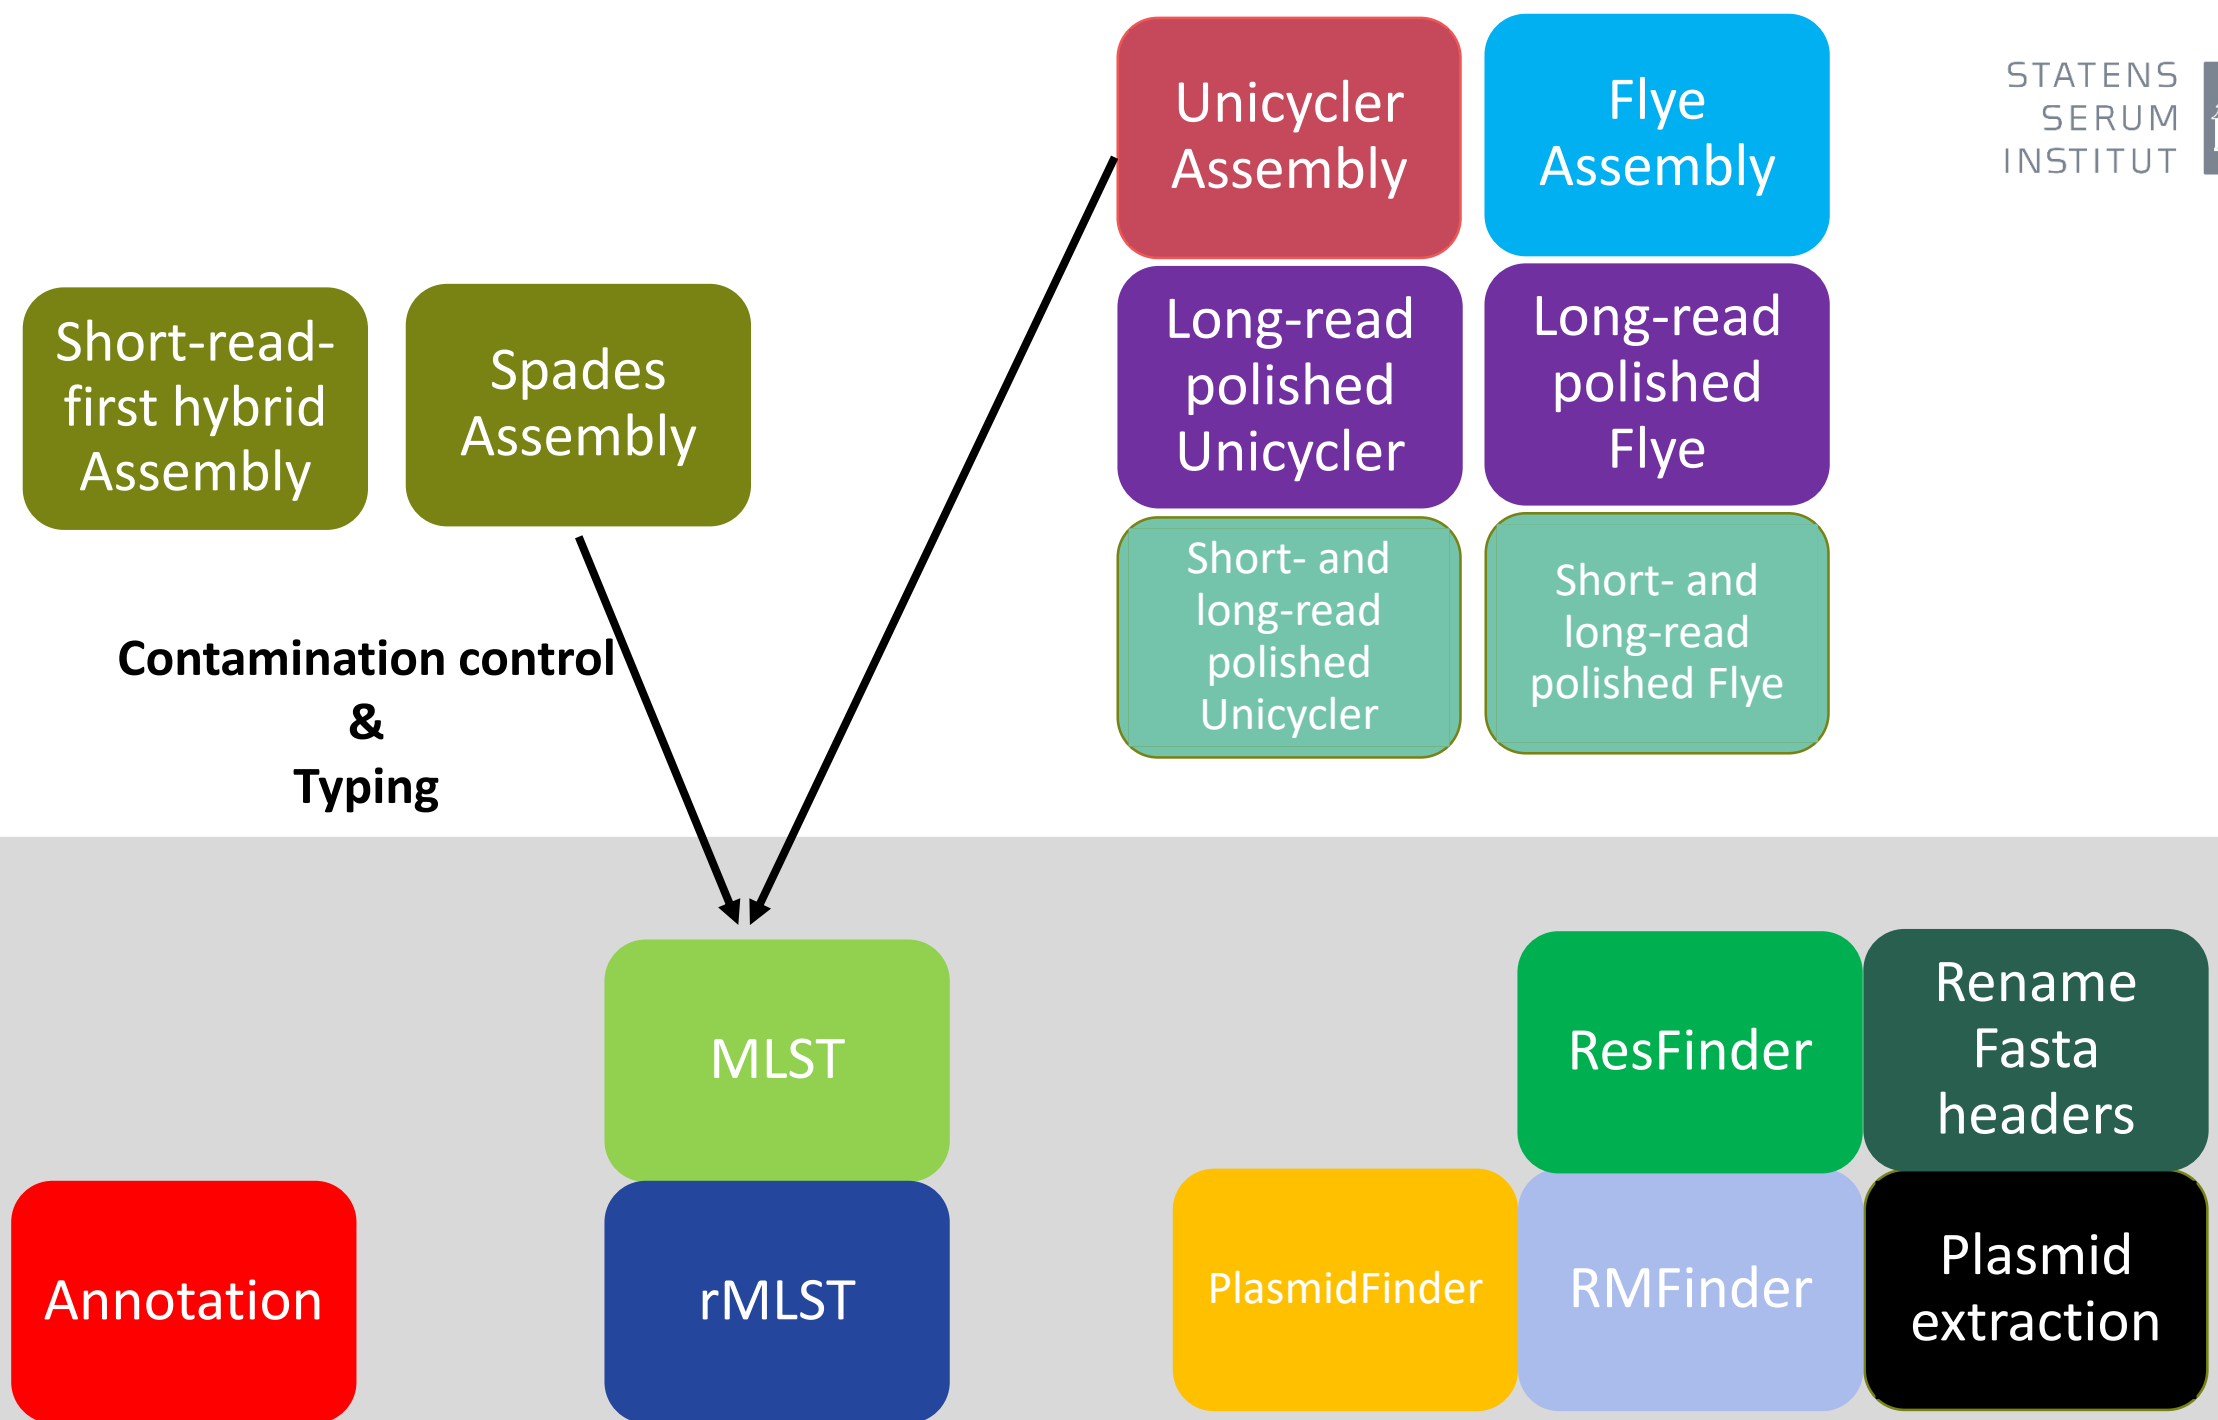 Unicycler
Assembly
Flye
Assembly
STATENS
SERUM
INSTITUT
Short-read-
first hybrid
Assembly
Spades
Assembly
Long-read
polished
Unicycler
Long-read
polished
Flye
Short- and
long-read
polished
Unicycler
Short- and
long-read
polished Flye
Contamination control
&
Typing
MLST
ResFinder
Rename
Fasta
headers
Annotation
rMLST
PlasmidFinder
RMFinder
Plasmid
extraction